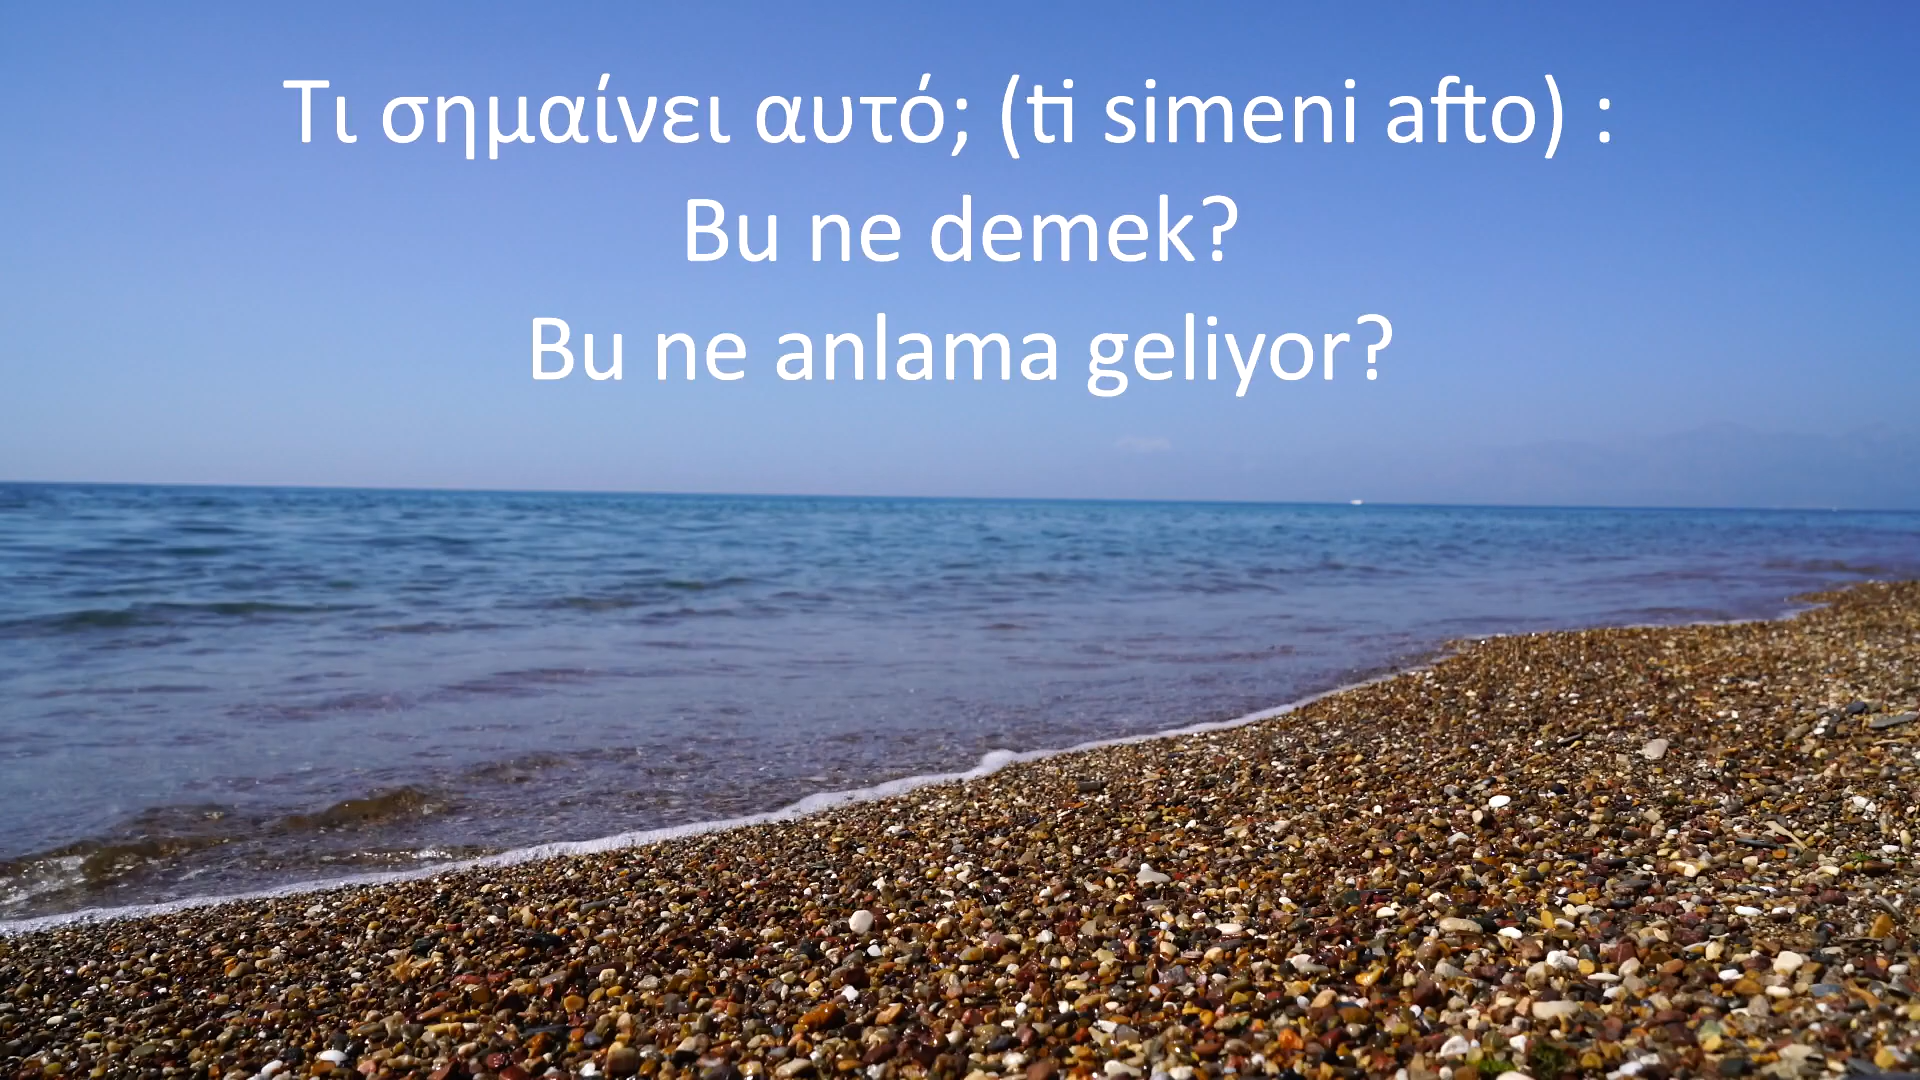 Τι σημαίνει αυτό; (ti simeni afto) :
Bu ne demek?
Bu ne anlama geliyor?